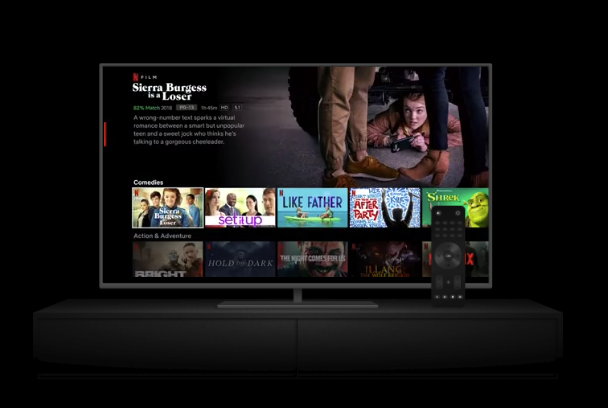 N FILM
Sierra Burgess
is a Loser
82% Match 2018 PG-13 1h 45m HD 5.1
A wrong-number text sparks a virtual
romance between a smart but unpopular
teen and a sweet jock who thinks he's
talking to a gorgeous cheerleader.
Comedies
Sierra Burgess is a Loser
set it up
LIKE FATHER
THE AFTER PARTY
SHREK
Action & Adventure
BRIGHT
HOLD THE DARK
THE NIGHT COMES FOR US
ILLANG